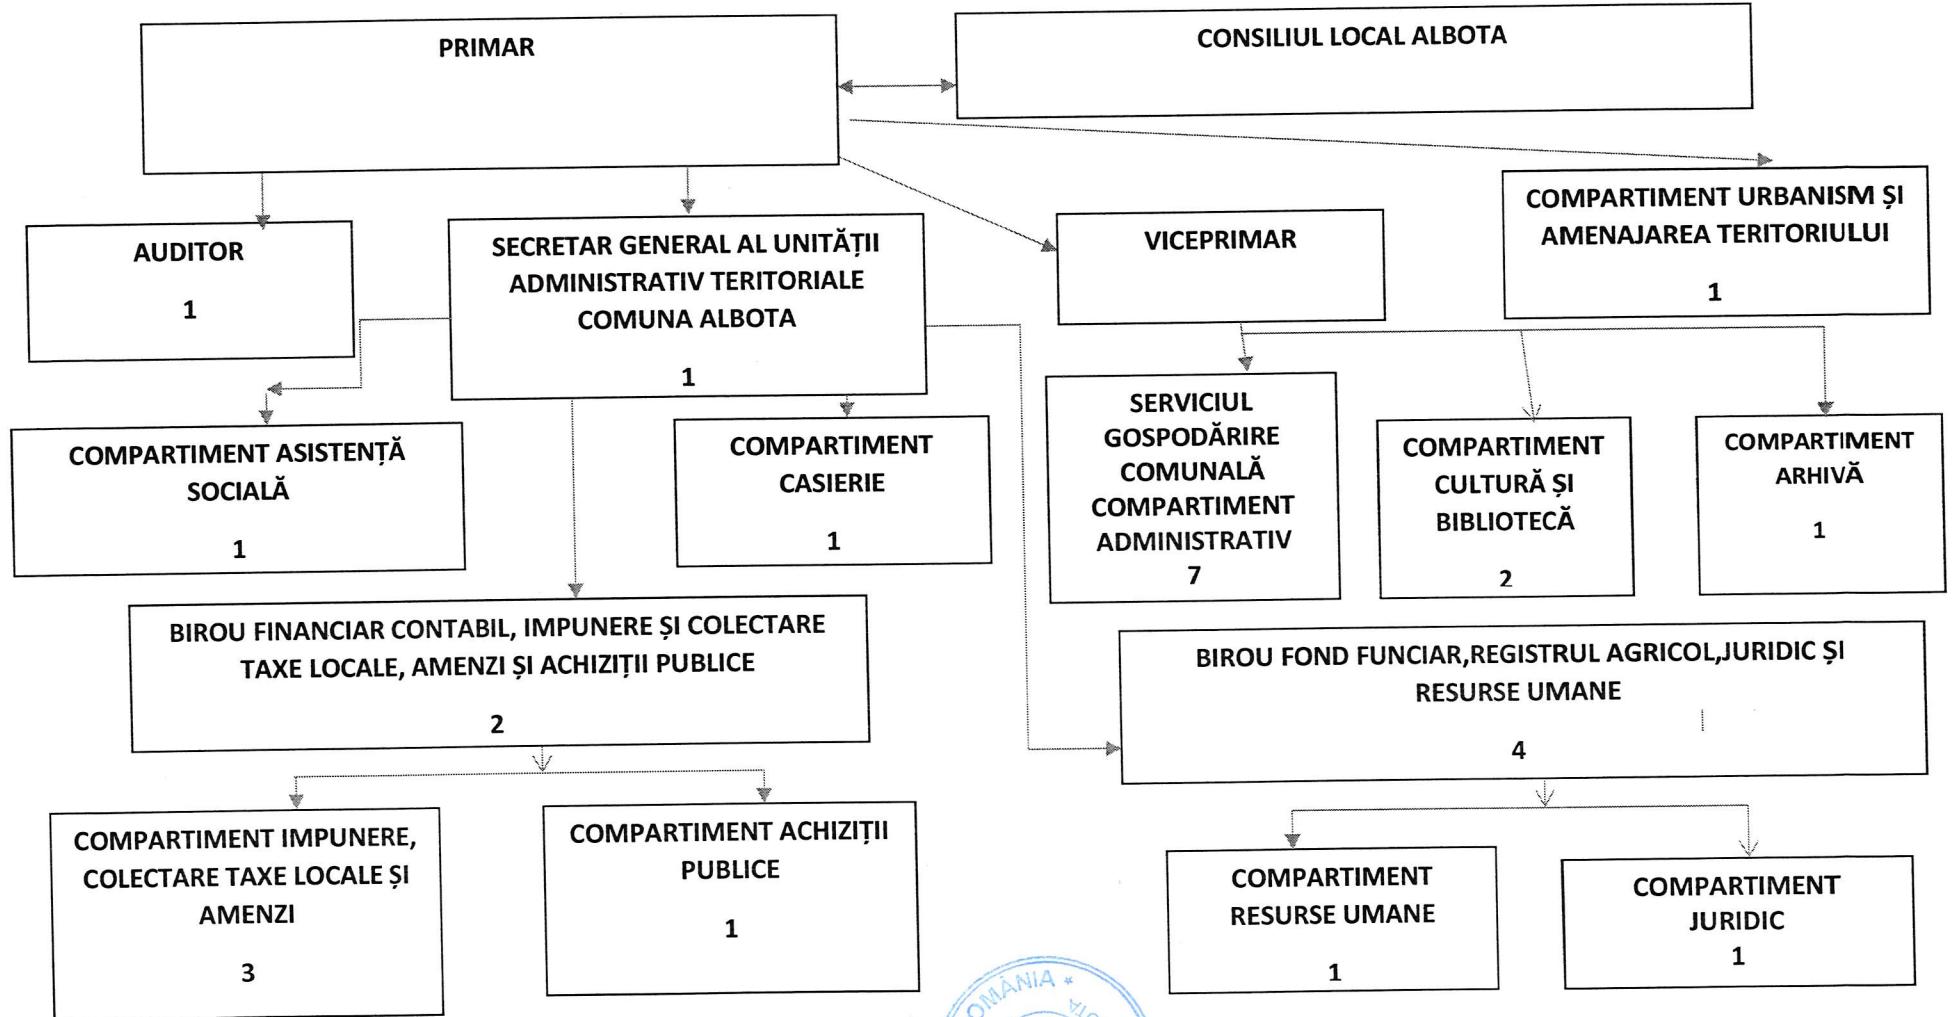 PRIMAR
CONSILIUL LOCAL ALBOTA
AUDITOR
1
SECRETAR GENERAL AL UNITĂȚII
ADMINISTRATIV TERITORIALE
COMUNA ALBOTA
1
VICEPRIMAR
COMPARTIMENT URBANISM ȘI
AMENAJAREA TERITORIULUI
1
COMPARTIMENT ASISTENȚĂ
SOCIALĂ
1
COMPARTIMENT
CASIERIE
1
SERVICIUL
GOSPODĂRIRE
COMUNALĂ
COMPARTIMENT
ADMINISTRATIV
7
COMPARTIMENT
CULTURĂ ȘI
BIBLIOTECĂ
2
COMPARTIMENT
ARHIVĂ
1
BIROU FINANCIAR CONTABIL, IMPUNERE ȘI COLECTARE
TAXE LOCALE, AMENZI ȘI ACHIZIȚII PUBLICE
2
BIROU FOND FUNCIAR,REGISTRUL AGRICOL,JURIDIC ȘI
RESURSE UMANE
4
COMPARTIMENT IMPUNERE,
COLECTARE TAXE LOCALE ȘI
AMENZI
3
COMPARTIMENT ACHIZIȚII
PUBLICE
1
COMPARTIMENT
RESURSE UMANE
1
COMPARTIMENT
JURIDIC
1